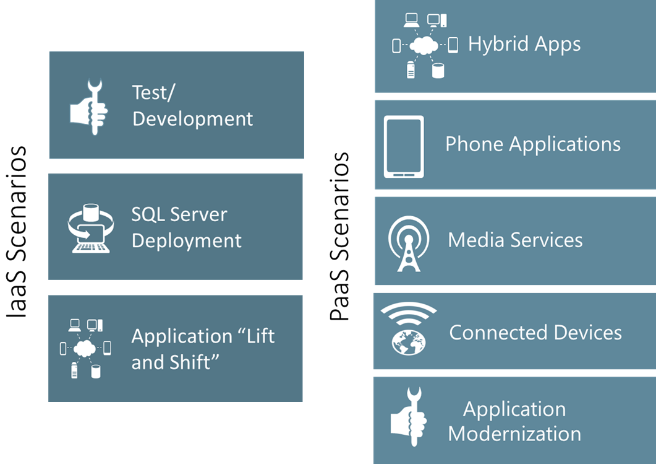 IaaS Scenarios
Test/
Development
SQL Server
Deployment
Application “Lift
and Shift”
PaaS Scenarios
Hybrid Apps
Phone Applications
Media Services
Connected Devices
Application
Modernization